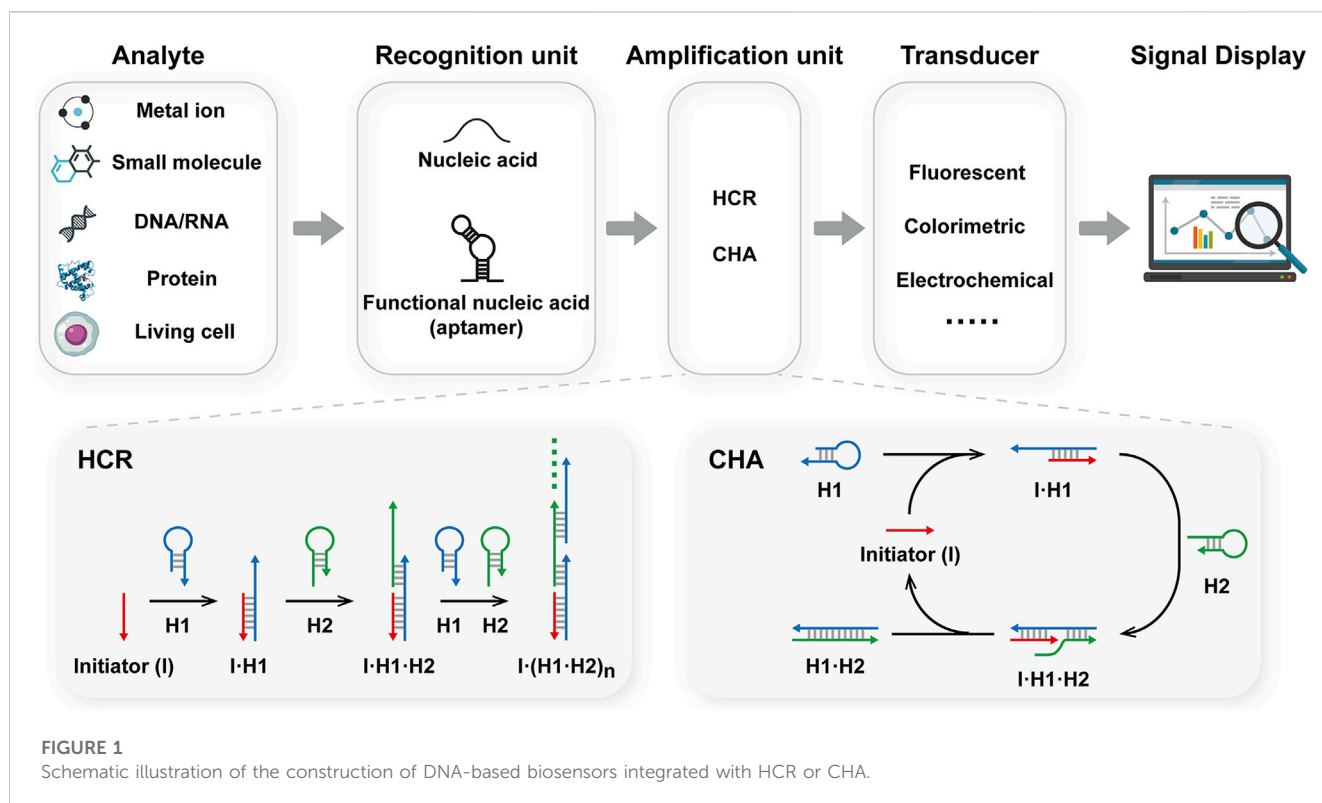 Analyte
Recognition unit
Amplification unit
Transducer
Signal Display
Metal ion
Small molecule
DNA/RNA
Protein
Living cell
Nucleic acid
Functional nucleic acid
(aptamer)
HCR
CHA
Fluorescent
Colorimetric
Electrochemical
.....
HCR
Initiator (I)
H1
I·H1
H2
I·H1·H2
H1 H2
I·(H1·H2)n
CHA
H1
I·H1
Initiator (I)
H2
H1·H2
I·H1·H2
FIGURE 1
Schematic illustration of the construction of DNA-based biosensors integrated with HCR or CHA.